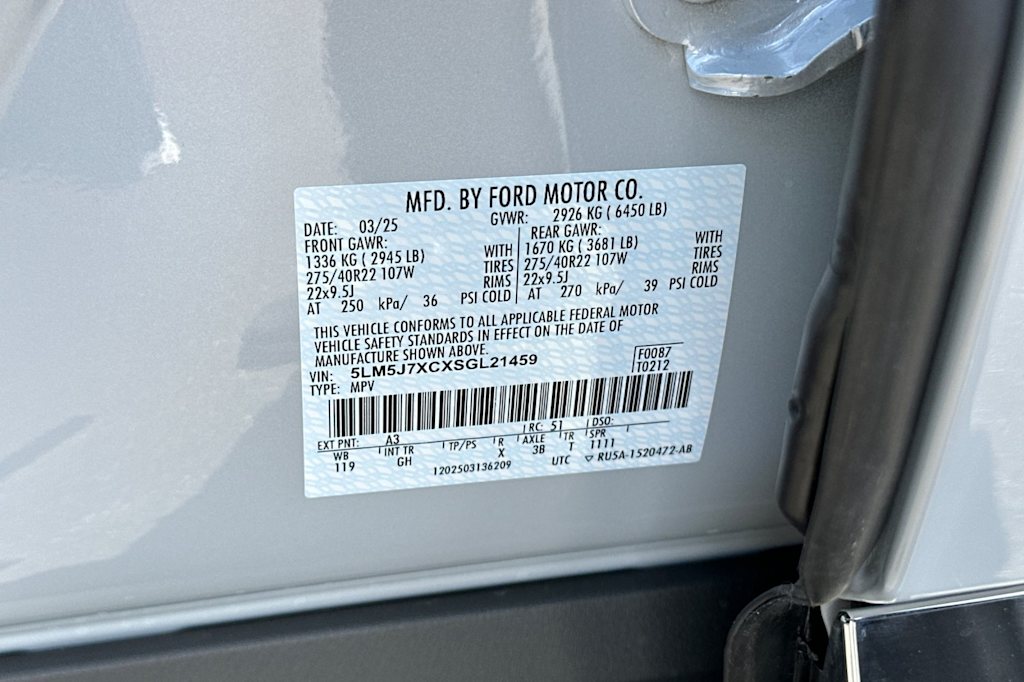 MFD. BY FORD MOTOR CO.
DATE: 03/25 GVWR: 2926 KG ( 6450 LB)
FRONT GAWR: REAR GAWR:
1336 KG ( 2945 LB) WITH 1670 KG ( 3681 LB) WITH
275/40R22 107W TIRES 275/40R22 107W TIRES
22x9.5J RIMS 22x9.5J RIMS
AT 250 kPa/ 36 PSI COLD AT 270 kPa/ 39 PSI COLD
THIS VEHICLE CONFORMS TO ALL APPLICABLE FEDERAL MOTOR
VEHICLE SAFETY STANDARDS IN EFFECT ON THE DATE OF
MANUFACTURE SHOWN ABOVE.
VIN: 5LM5J7XCXSGL21459 F0087
TYPE: MPV T0212
EXT PNT: A3 RC: 51 DSO:
WB INT TR TP/PS R AXLE TR SPR
119 GH X 3B T 1111
1202503136209 UTC ▽ RU5A-1520472-AB